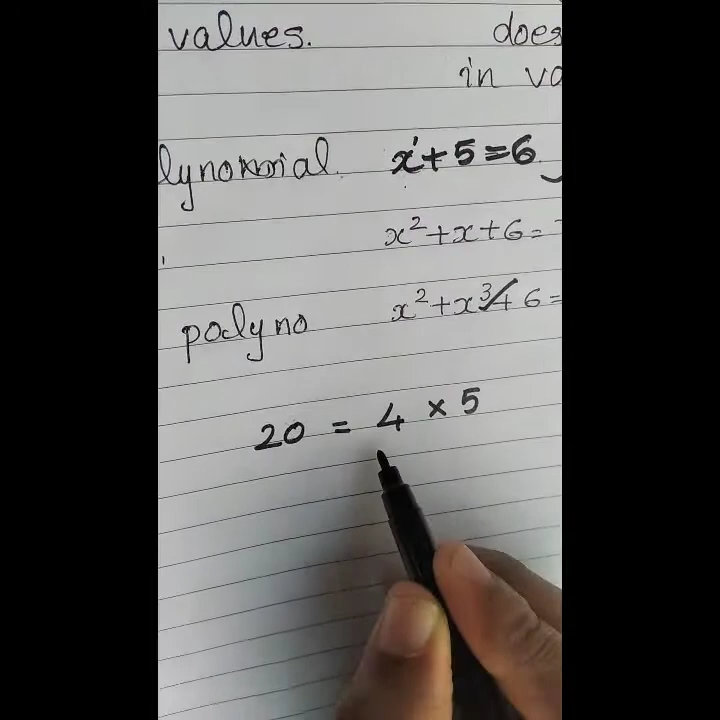 values. does
in va
lynomial x¹+5=6
x²+x+6=
polyno x²+x³+6=
20 = 4 × 5